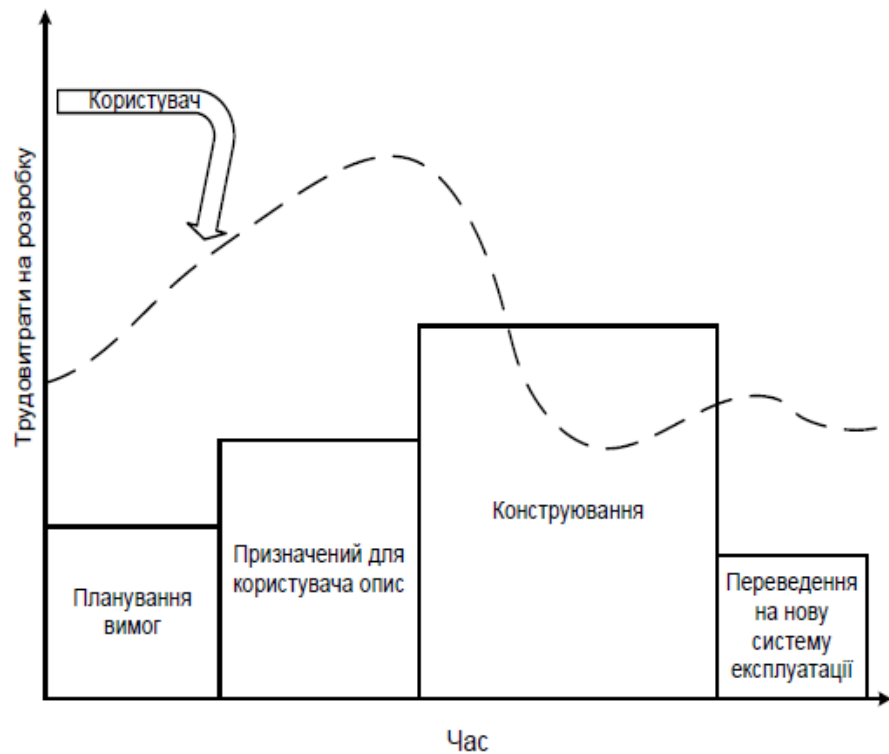 Користувач
Трудовитрати на розробку
Планування
вимог
Призначений для
користувача опис
Конструювання
Переведення
на нову
систему
експлуатації
Час